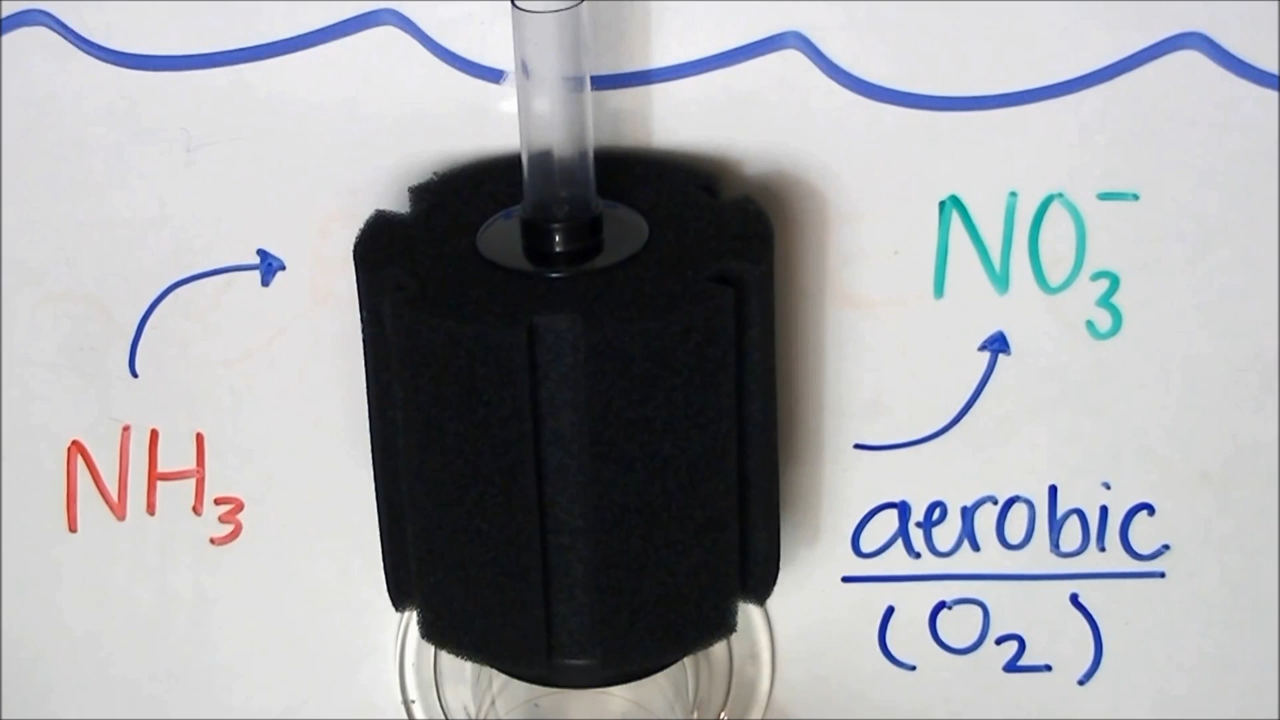 NO₃⁻
NH₃
aerobic
(O₂)